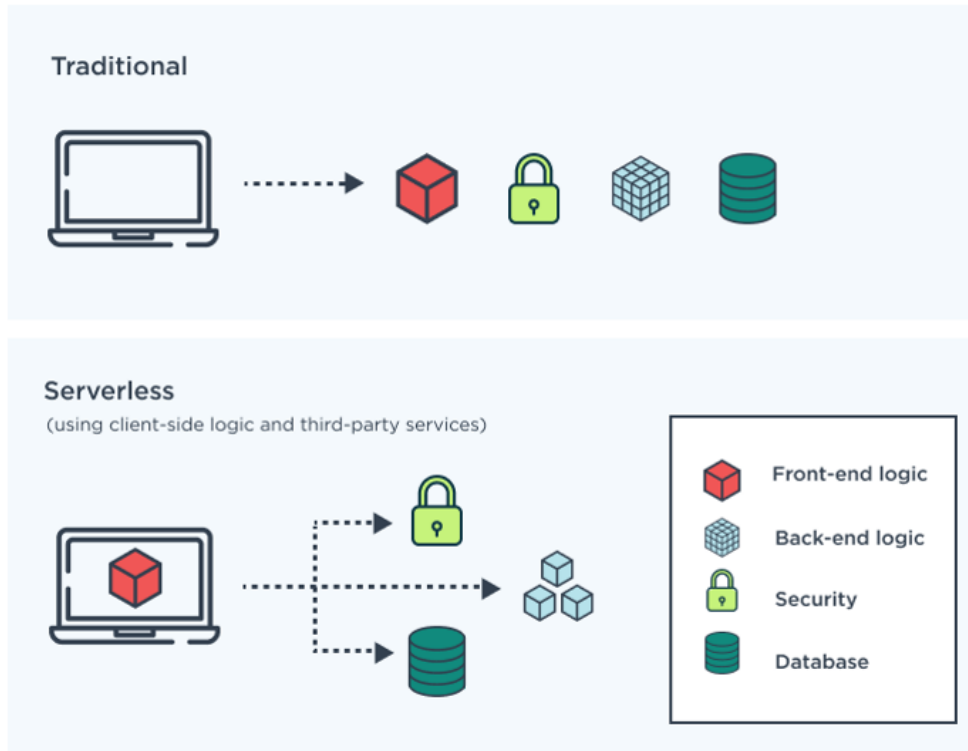 Traditional
Serverless
(using client-side logic and third-party services)
Front-end logic
Back-end logic
Security
Database